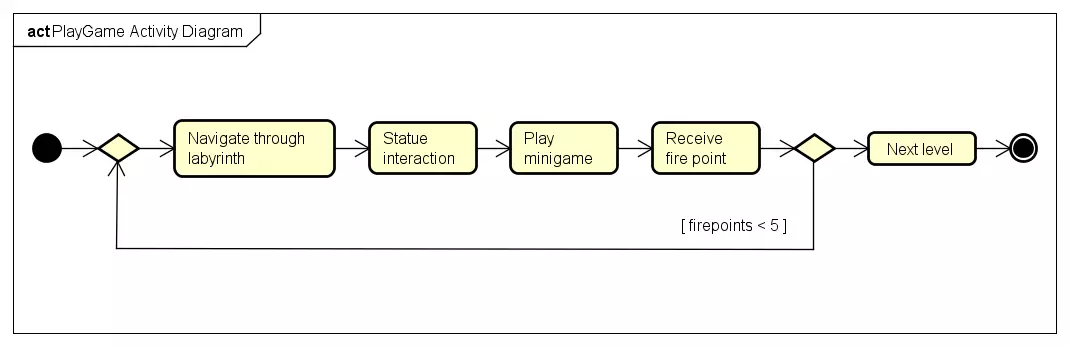 act PlayGame Activity Diagram
Navigate through
labyrinth
Statue
interaction
Play
minigame
Receive
fire point
Next level
[ firepoints < 5 ]